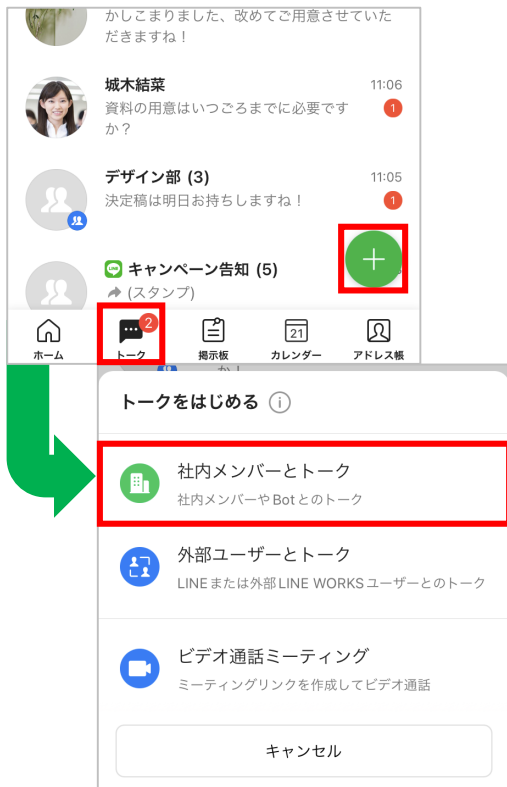 かしこまりました、改めてご用意させていた
だきますね！
城木結菜
11:06
資料の用意はいつごろまでに必要です
か？
1
デザイン部 (3)
11:05
決定稿は明日お持ちしますね！
1
LINE
キャンペーン告知 (5)
(スタンプ)
2
21
ホーム
トーク
掲示板
カレンダー
アドレス帳
か！
トークをはじめる
社内メンバーとトーク
社内メンバーやBotとのトーク
外部ユーザーとトーク
LINEまたは外部LINE WORKSユーザーとのトーク
ビデオ通話ミーティング
ミーティングリンクを作成してビデオ通話
キャンセル